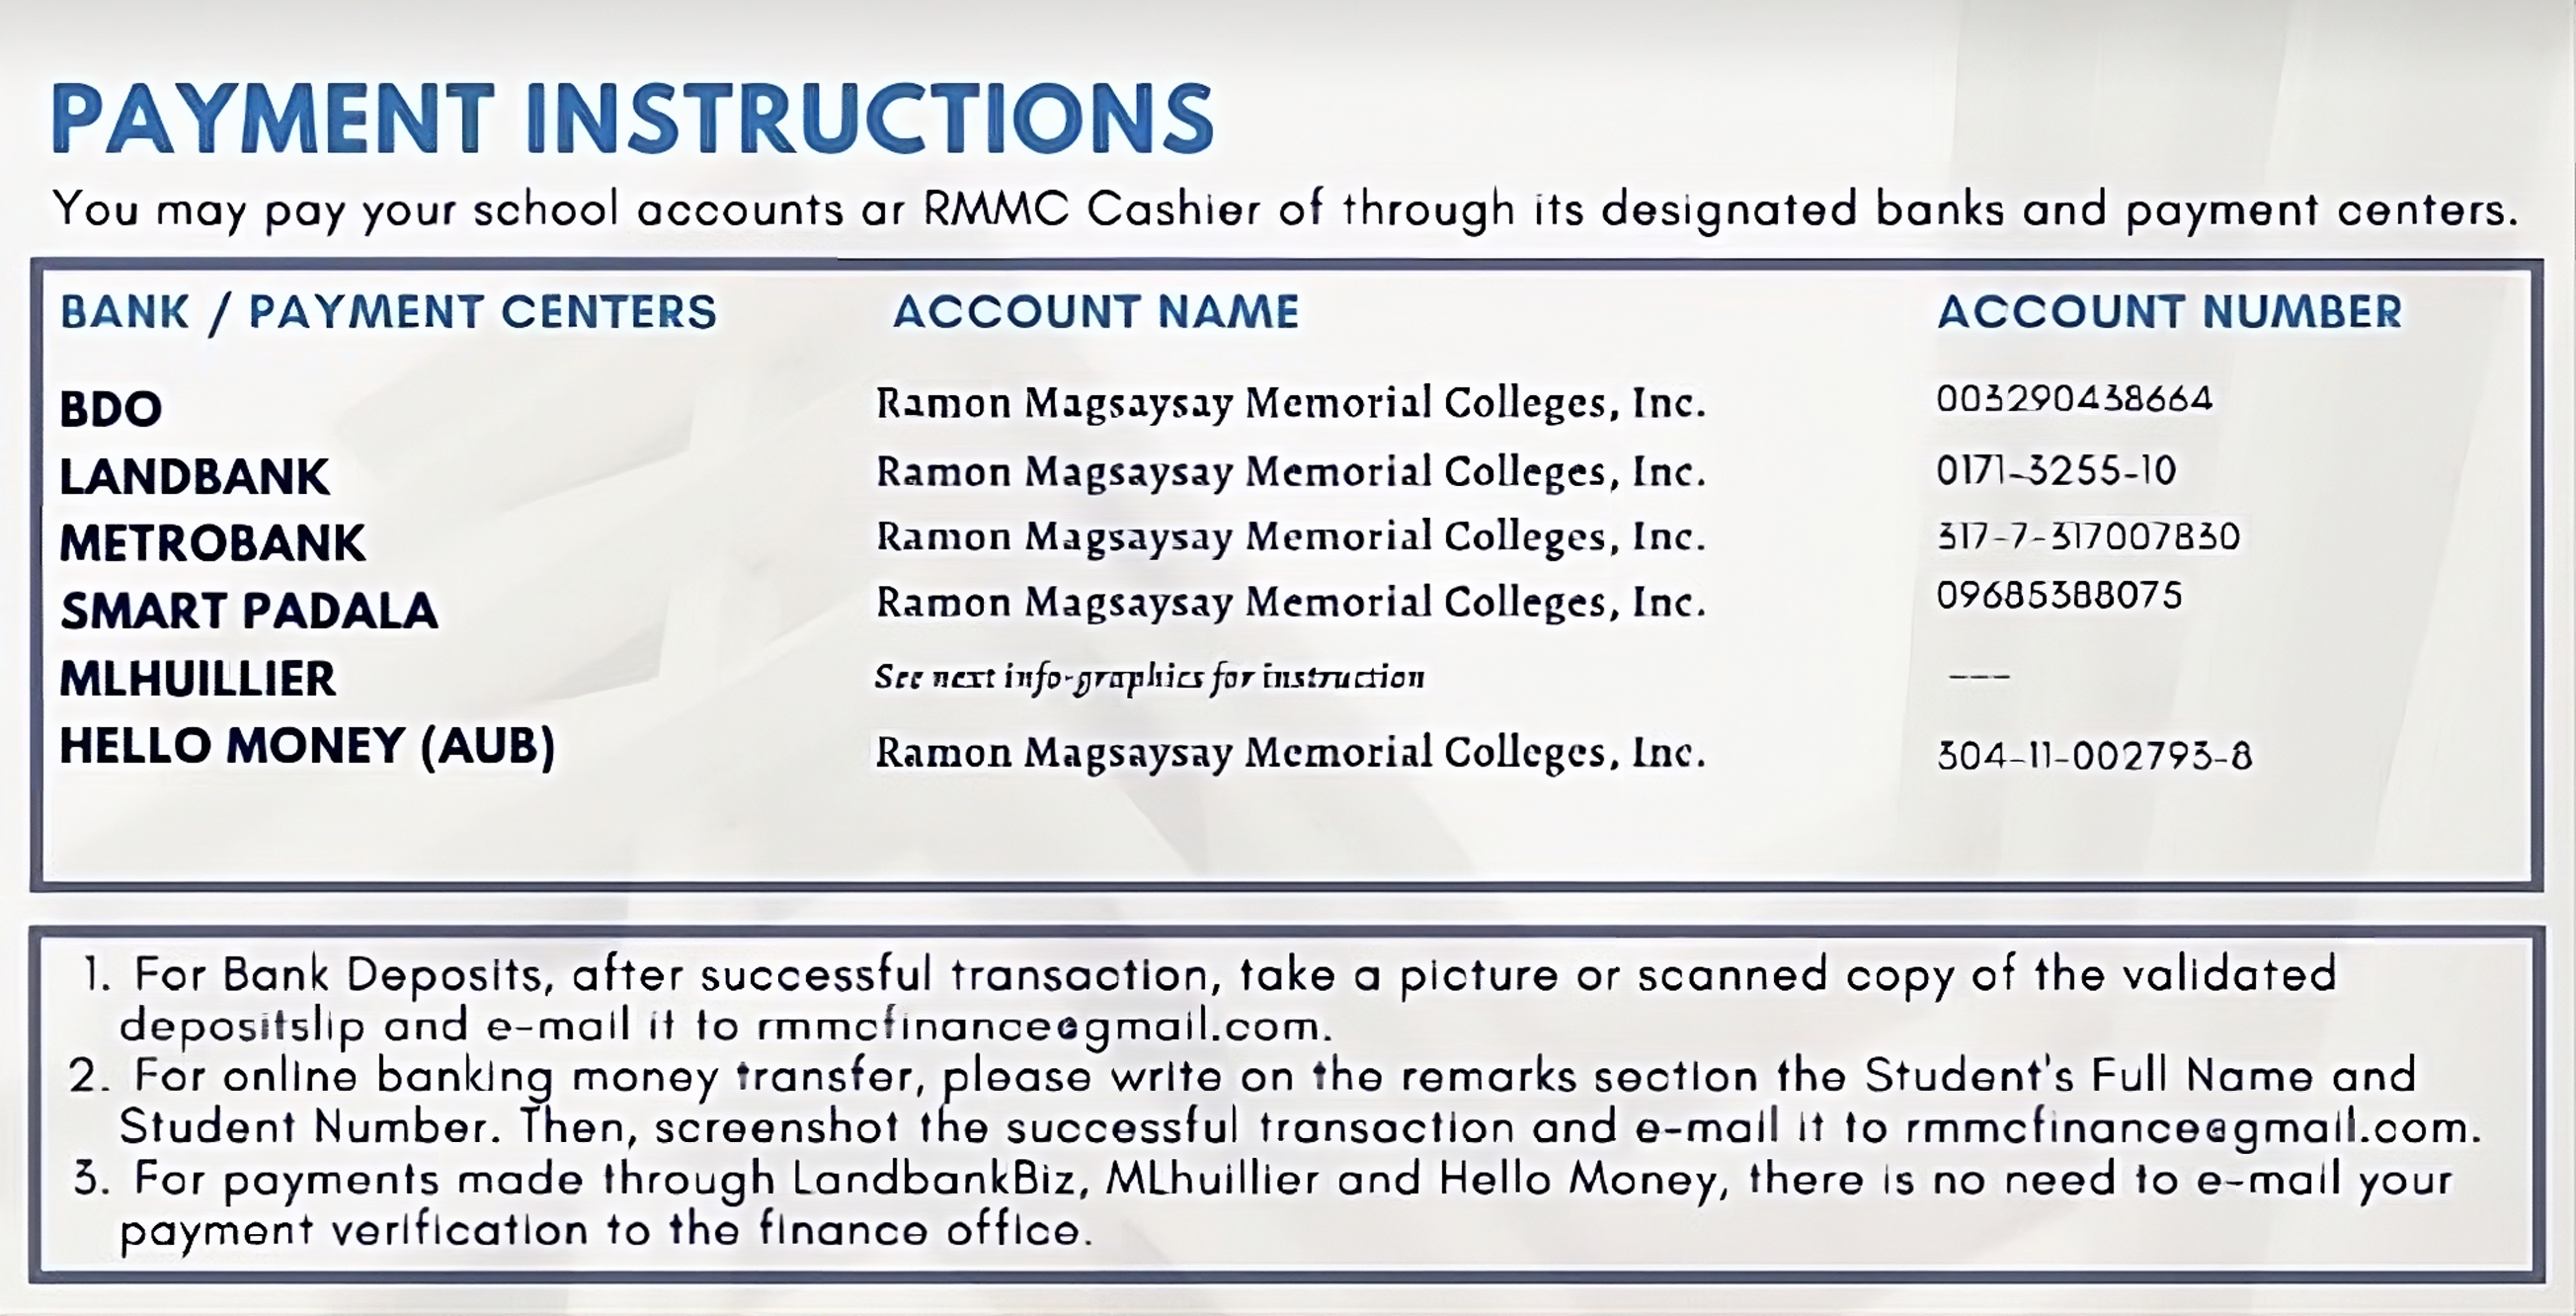 PAYMENT INSTRUCTIONS
You may pay your school accounts ar RMMC Cashier of through its designated banks and payment centers.
BANK / PAYMENT CENTERS ACCOUNT NAME ACCOUNT NUMBER
BDO Ramon Magsaysay Memorial Colleges, Inc. 003290438664
LANDBANK Ramon Magsaysay Memorial Colleges, Inc. 0171-3255-10
METROBANK Ramon Magsaysay Memorial Colleges, Inc. 317-7-317007830
SMART PADALA Ramon Magsaysay Memorial Colleges, Inc. 09685388075
MLHUILLIER See next info-graphics for instruction ---
HELLO MONEY (AUB) Ramon Magsaysay Memorial Colleges, Inc. 304-11-002793-8
1. For Bank Deposits, after successful transaction, take a picture or scanned copy of the validated
depositslip and e-mail it to rmmcfinance@gmail.com.
2. For online banking money transfer, please write on the remarks section the Student's Full Name and
Student Number. Then, screenshot the successful transaction and e-mail it to rmmcfinance@gmail.com.
3. For payments made through LandbankBiz, MLhuillier and Hello Money, there is no need to e-mail your
payment verification to the finance office.